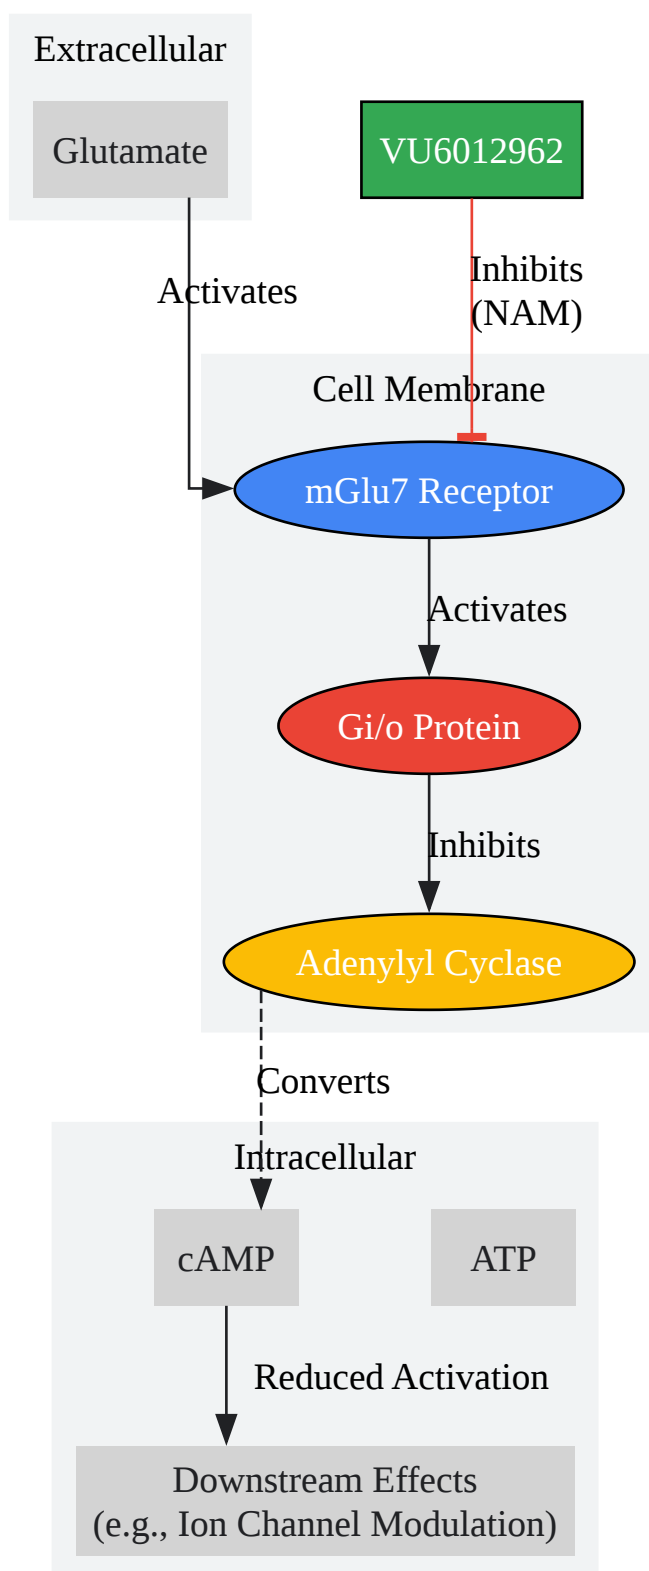 Extracellular
Glutamate
VU6012962
Activates
Inhibits
(NAM)
Cell Membrane
mGlu7 Receptor
Activates
Gi/o Protein
Inhibits
Adenylyl Cyclase
Converts
Intracellular
cAMP
ATP
Reduced Activation
Downstream Effects
(e.g., Ion Channel Modulation)